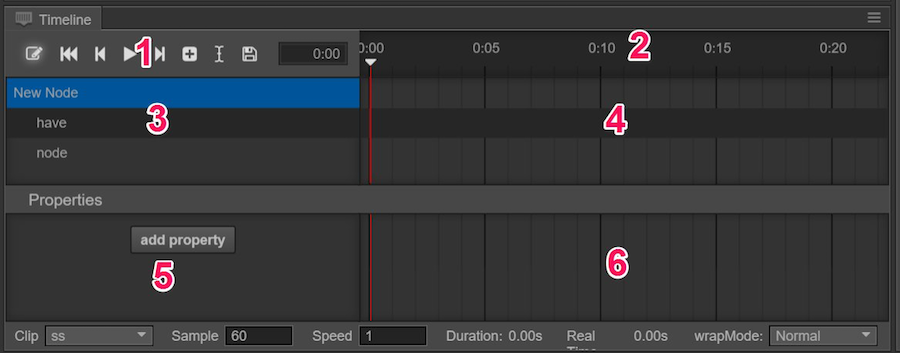 Timeline
1
0:00 0:00 0:05 0:10 2 0:15 0:20
New Node
3 4
have
node
Properties
add property
5 6
Clip ss Sample 60 Speed 1 Duration: 0.00s Real Time 0.00s wrapMode: Normal